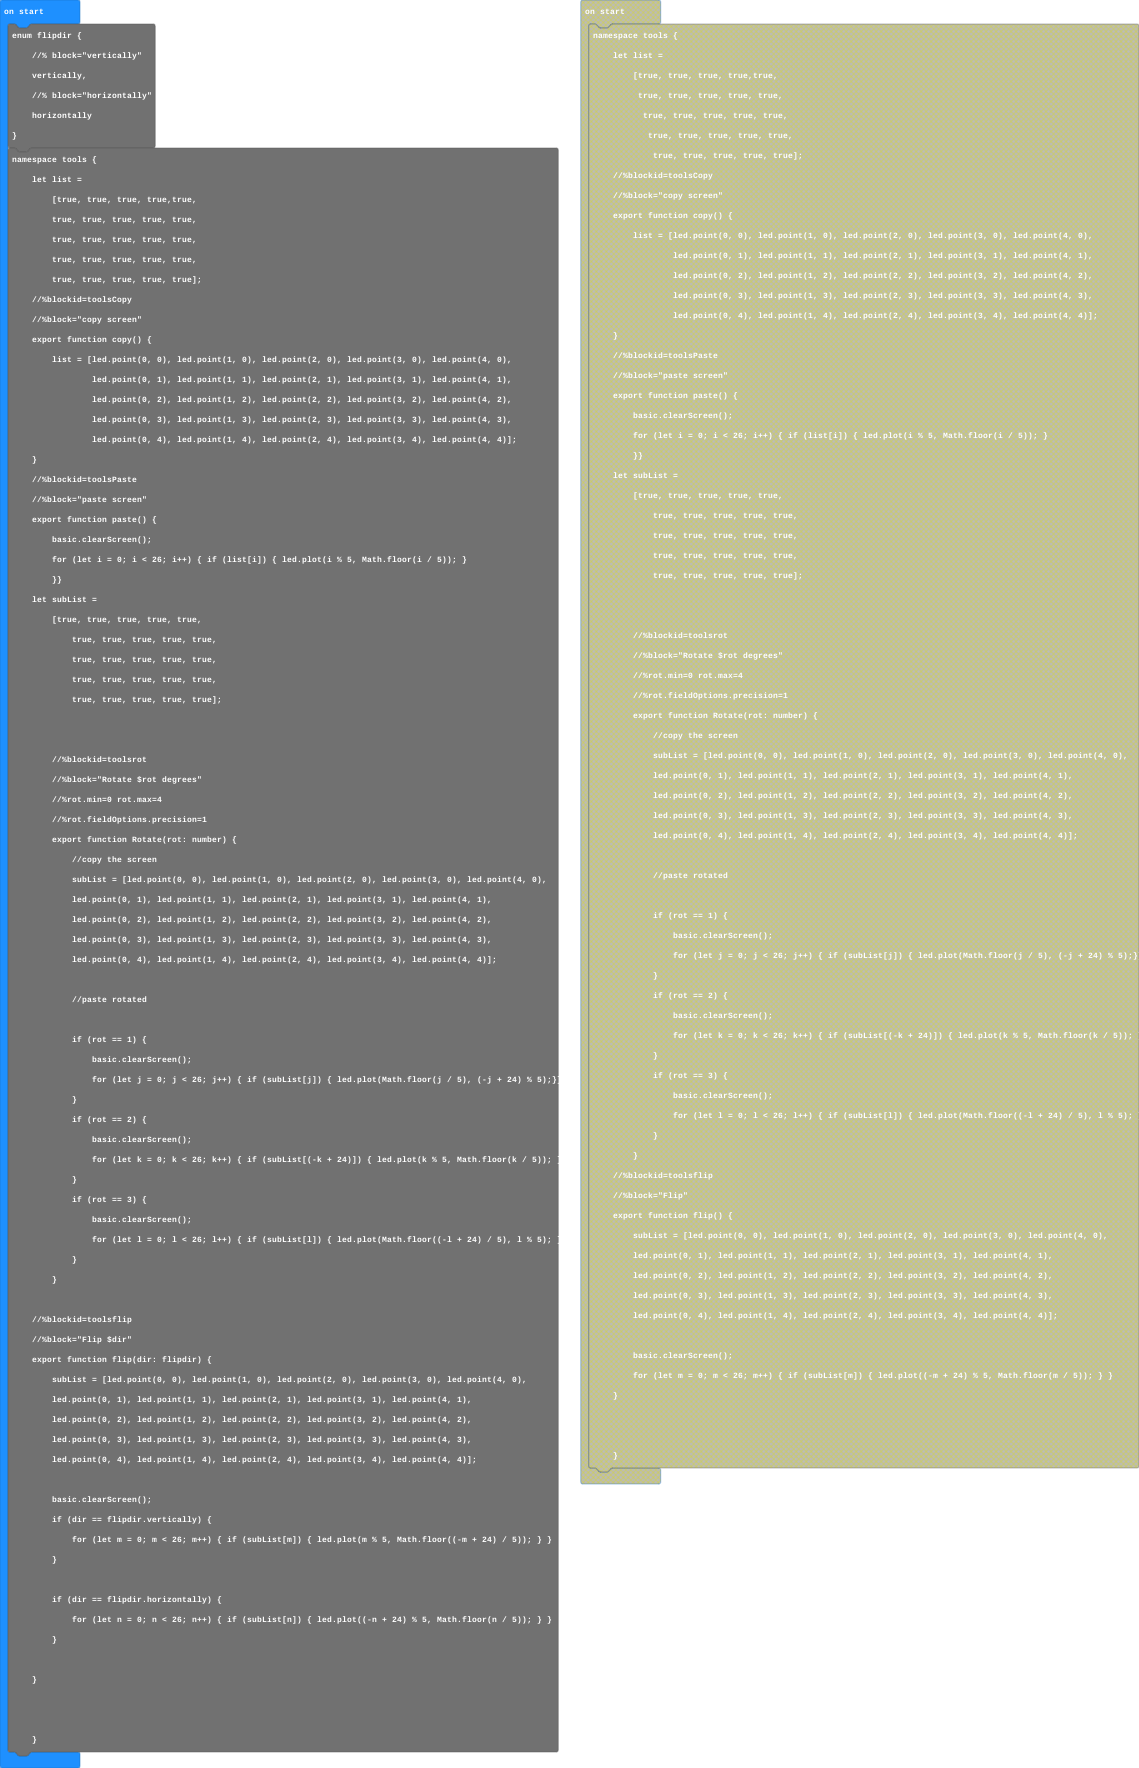 on start
enum flipdir {
//% block="vertically"
vertically,
//% block="horizontally"
horizontally
}
namespace tools {
let list =
[true, true, true, true,true,
true, true, true, true, true,
true, true, true, true, true,
true, true, true, true, true,
true, true, true, true, true];
//%blockid=toolsCopy
//%block="copy screen"
export function copy() {
list = [led.point(0, 0), led.point(1, 0), led.point(2, 0), led.point(3, 0), led.point(4, 0),
led.point(0, 1), led.point(1, 1), led.point(2, 1), led.point(3, 1), led.point(4, 1),
led.point(0, 2), led.point(1, 2), led.point(2, 2), led.point(3, 2), led.point(4, 2),
led.point(0, 3), led.point(1, 3), led.point(2, 3), led.point(3, 3), led.point(4, 3),
led.point(0, 4), led.point(1, 4), led.point(2, 4), led.point(3, 4), led.point(4, 4)];
}
//%blockid=toolsPaste
//%block="paste screen"
export function paste() {
basic.clearScreen();
for (let i = 0; i < 26; i++) { if (list[i]) { led.plot(i % 5, Math.floor(i / 5)); }
}}
let subList =
[true, true, true, true, true,
true, true, true, true, true,
true, true, true, true, true,
true, true, true, true, true,
true, true, true, true, true];
//%blockid=toolsrot
//%block="Rotate $rot degrees"
//%rot.min=0 rot.max=4
//%rot.fieldOptions.precision=1
export function Rotate(rot: number) {
//copy the screen
subList = [led.point(0, 0), led.point(1, 0), led.point(2, 0), led.point(3, 0), led.point(4, 0),
led.point(0, 1), led.point(1, 1), led.point(2, 1), led.point(3, 1), led.point(4, 1),
led.point(0, 2), led.point(1, 2), led.point(2, 2), led.point(3, 2), led.point(4, 2),
led.point(0, 3), led.point(1, 3), led.point(2, 3), led.point(3, 3), led.point(4, 3),
led.point(0, 4), led.point(1, 4), led.point(2, 4), led.point(3, 4), led.point(4, 4)];
//paste rotated
if (rot == 1) {
basic.clearScreen();
for (let j = 0; j < 26; j++) { if (subList[j]) { led.plot(Math.floor(j / 5), (-j + 24) % 5);}}
}
if (rot == 2) {
basic.clearScreen();
for (let k = 0; k < 26; k++) { if (subList[(-k + 24)]) { led.plot(k % 5, Math.floor(k / 5)); }
}
if (rot == 3) {
basic.clearScreen();
for (let l = 0; l < 26; l++) { if (subList[l]) { led.plot(Math.floor((-l + 24) / 5), l % 5); }
}
}
//%blockid=toolsflip
//%block="Flip $dir"
export function flip(dir: flipdir) {
subList = [led.point(0, 0), led.point(1, 0), led.point(2, 0), led.point(3, 0), led.point(4, 0),
led.point(0, 1), led.point(1, 1), led.point(2, 1), led.point(3, 1), led.point(4, 1),
led.point(0, 2), led.point(1, 2), led.point(2, 2), led.point(3, 2), led.point(4, 2),
led.point(0, 3), led.point(1, 3), led.point(2, 3), led.point(3, 3), led.point(4, 3),
led.point(0, 4), led.point(1, 4), led.point(2, 4), led.point(3, 4), led.point(4, 4)];
basic.clearScreen();
if (dir == flipdir.vertically) {
for (let m = 0; m < 26; m++) { if (subList[m]) { led.plot(m % 5, Math.floor((-m + 24) / 5)); } }
}
if (dir == flipdir.horizontally) {
for (let n = 0; n < 26; n++) { if (subList[n]) { led.plot((-n + 24) % 5, Math.floor(n / 5)); } }
}
}
}
on start
namespace tools {
let list =
[true, true, true, true,true,
true, true, true, true, true,
true, true, true, true, true,
true, true, true, true, true,
true, true, true, true, true];
//%blockid=toolsCopy
//%block="copy screen"
export function copy() {
list = [led.point(0, 0), led.point(1, 0), led.point(2, 0), led.point(3, 0), led.point(4, 0),
led.point(0, 1), led.point(1, 1), led.point(2, 1), led.point(3, 1), led.point(4, 1),
led.point(0, 2), led.point(1, 2), led.point(2, 2), led.point(3, 2), led.point(4, 2),
led.point(0, 3), led.point(1, 3), led.point(2, 3), led.point(3, 3), led.point(4, 3),
led.point(0, 4), led.point(1, 4), led.point(2, 4), led.point(3, 4), led.point(4, 4)];
}
//%blockid=toolsPaste
//%block="paste screen"
export function paste() {
basic.clearScreen();
for (let i = 0; i < 26; i++) { if (list[i]) { led.plot(i % 5, Math.floor(i / 5)); }
}}
let subList =
[true, true, true, true, true,
true, true, true, true, true,
true, true, true, true, true,
true, true, true, true, true,
true, true, true, true, true];
//%blockid=toolsrot
//%block="Rotate $rot degrees"
//%rot.min=0 rot.max=4
//%rot.fieldOptions.precision=1
export function Rotate(rot: number) {
//copy the screen
subList = [led.point(0, 0), led.point(1, 0), led.point(2, 0), led.point(3, 0), led.point(4, 0),
led.point(0, 1), led.point(1, 1), led.point(2, 1), led.point(3, 1), led.point(4, 1),
led.point(0, 2), led.point(1, 2), led.point(2, 2), led.point(3, 2), led.point(4, 2),
led.point(0, 3), led.point(1, 3), led.point(2, 3), led.point(3, 3), led.point(4, 3),
led.point(0, 4), led.point(1, 4), led.point(2, 4), led.point(3, 4), led.point(4, 4)];
//paste rotated
if (rot == 1) {
basic.clearScreen();
for (let j = 0; j < 26; j++) { if (subList[j]) { led.plot(Math.floor(j / 5), (-j + 24) % 5);}
}
if (rot == 2) {
basic.clearScreen();
for (let k = 0; k < 26; k++) { if (subList[(-k + 24)]) { led.plot(k % 5, Math.floor(k / 5));
}
if (rot == 3) {
basic.clearScreen();
for (let l = 0; l < 26; l++) { if (subList[l]) { led.plot(Math.floor((-l + 24) / 5), l % 5);
}
}
//%blockid=toolsflip
//%block="Flip"
export function flip() {
subList = [led.point(0, 0), led.point(1, 0), led.point(2, 0), led.point(3, 0), led.point(4, 0),
led.point(0, 1), led.point(1, 1), led.point(2, 1), led.point(3, 1), led.point(4, 1),
led.point(0, 2), led.point(1, 2), led.point(2, 2), led.point(3, 2), led.point(4, 2),
led.point(0, 3), led.point(1, 3), led.point(2, 3), led.point(3, 3), led.point(4, 3),
led.point(0, 4), led.point(1, 4), led.point(2, 4), led.point(3, 4), led.point(4, 4)];
basic.clearScreen();
for (let m = 0; m < 26; m++) { if (subList[m]) { led.plot((-m + 24) % 5, Math.floor(m / 5)); } }
}
}